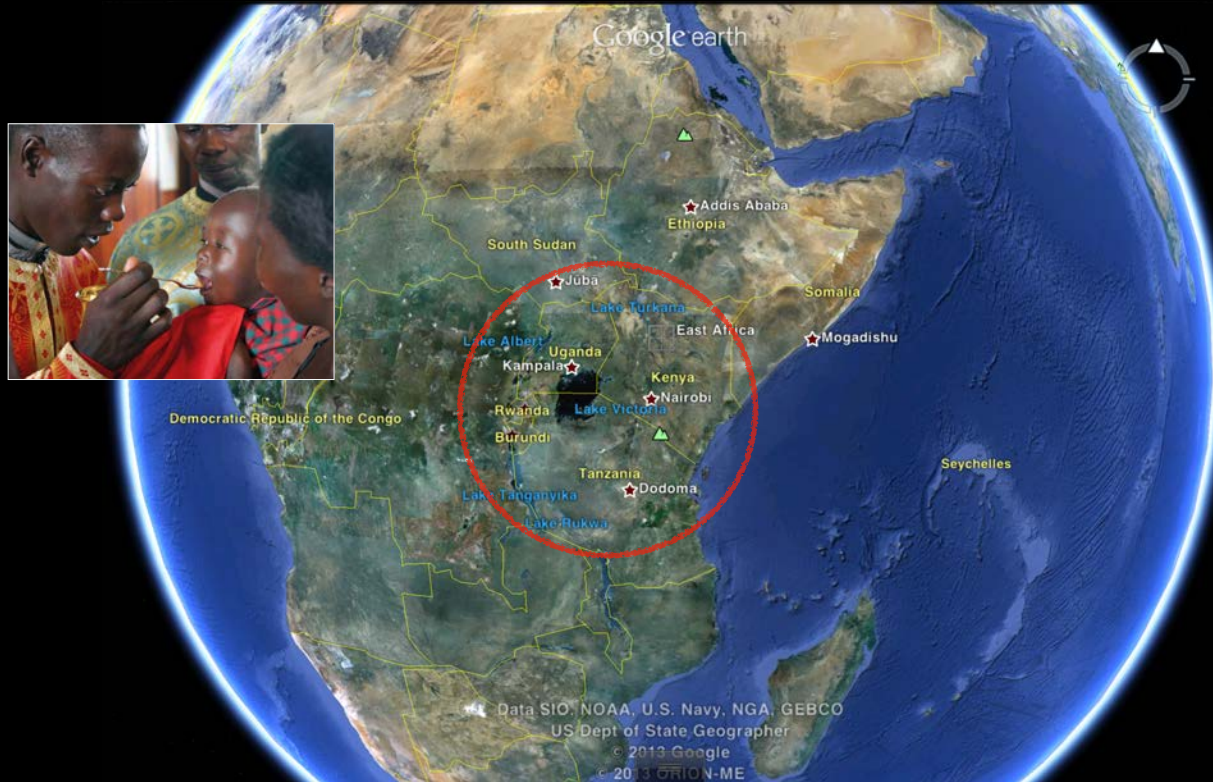 Google earth
Addis Ababa
Ethiopia
South Sudan
Juba
Somalia
Lake Turkana
East Africa
Mogadishu
Lake Albert
Uganda
Kampala
Kenya
Nairobi
Rwanda
Lake Victoria
Democratic Republic of the Congo
Burundi
Seychelles
Tanzania
Dodoma
Lake Tanganyika
Lake Rukwa
Data SIO, NOAA, U.S. Navy, NGA, GEBCO
US Dept of State Geographer
© 2013 Google
© 2013 ORION-ME